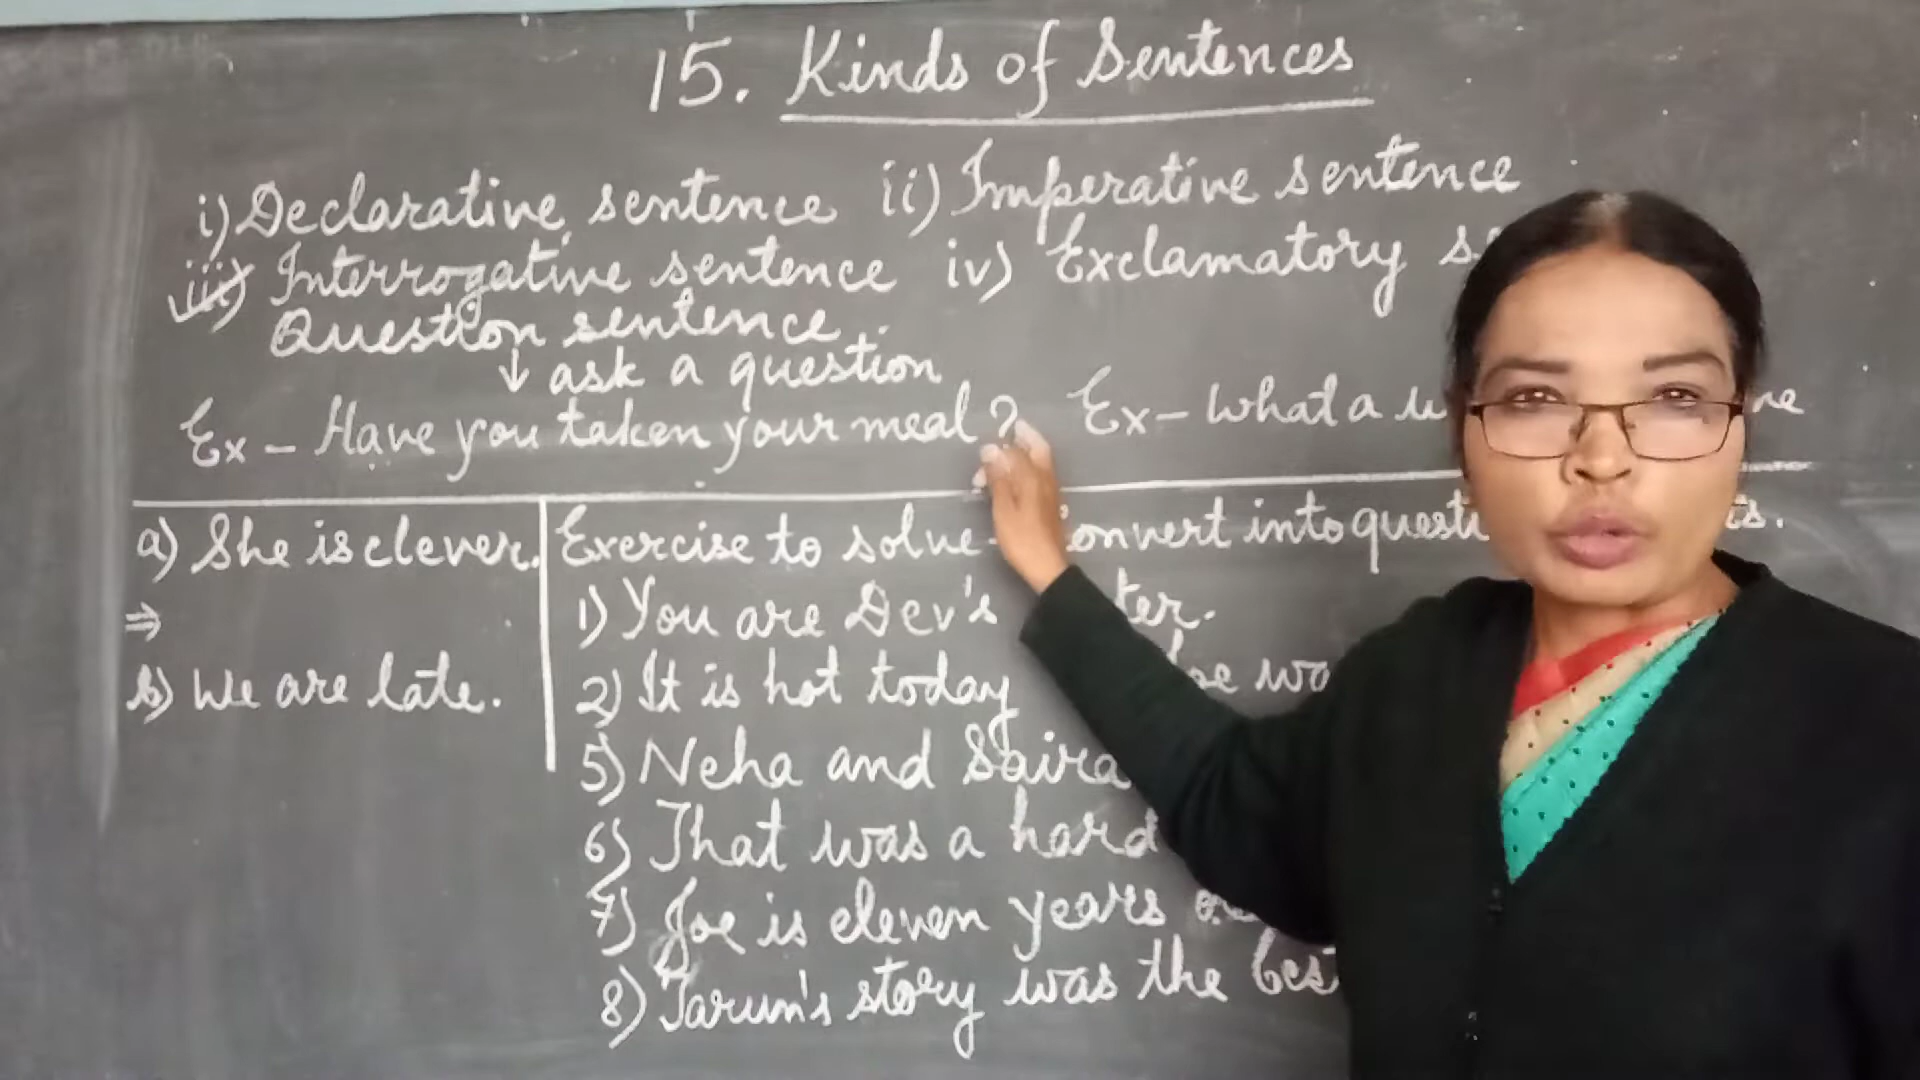 15. Kinds of Sentences
i) Declarative sentence ii) Imperative sentence
iii) Interrogative sentence iv) Exclamatory
Question sentence
↓ ask a question
Ex - Have you taken your meal? Ex - What a
a) She is clever. Exercise to solve - Convert into
⇒ 1) You are Dev's
b) We are late. 2) It is hot today
5) Neha and Saira
6) That was a hard
7) Joe is eleven years
8) Tarun's story was the